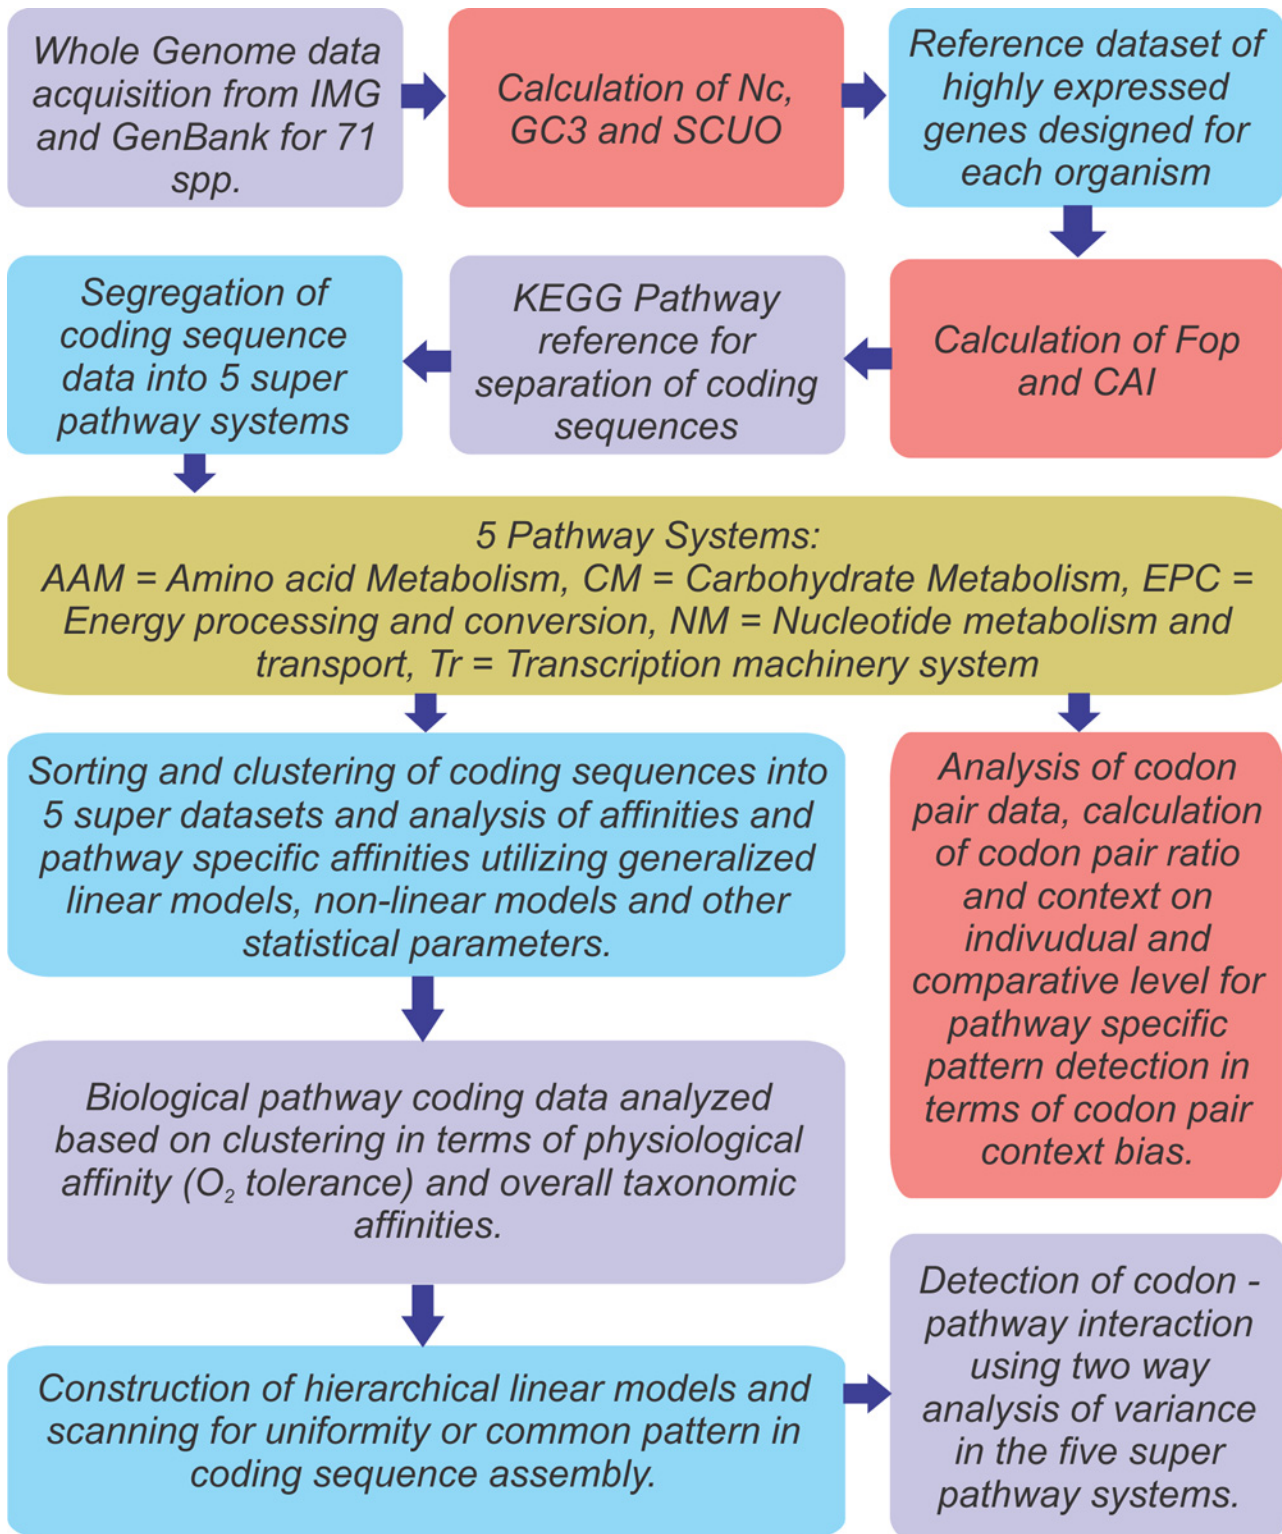 Whole Genome data
acquisition from IMG
and GenBank for 71
spp.
Calculation of Nc,
GC3 and SCUO
Reference dataset of
highly expressed
genes designed for
each organism
Calculation of Fop
and CAI
KEGG Pathway
reference for
separation of coding
sequences
Segregation of
coding sequence
data into 5 super
pathway systems
5 Pathway Systems:
AAM = Amino acid Metabolism, CM = Carbohydrate Metabolism, EPC =
Energy processing and conversion, NM = Nucleotide metabolism and
transport, Tr = Transcription machinery system
Sorting and clustering of coding sequences into
5 super datasets and analysis of affinities and
pathway specific affinities utilizing generalized
linear models, non-linear models and other
statistical parameters.
Analysis of codon
pair data, calculation
of codon pair ratio
and context on
indivudual and
comparative level for
pathway specific
pattern detection in
terms of codon pair
context bias.
Biological pathway coding data analyzed
based on clustering in terms of physiological
affinity (O₂ tolerance) and overall taxonomic
affinities.
Construction of hierarchical linear models and
scanning for uniformity or common pattern in
coding sequence assembly.
Detection of codon -
pathway interaction
using two way
analysis of variance
in the five super
pathway systems.